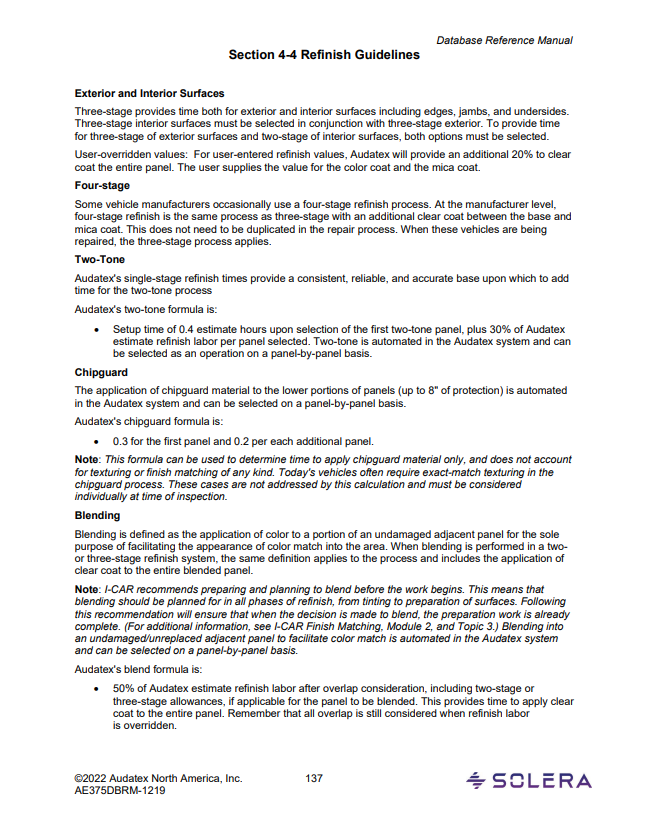 Database Reference Manual
Section 4-4 Refinish Guidelines
Exterior and Interior Surfaces
Three-stage provides time both for exterior and interior surfaces including edges, jambs, and undersides.
Three-stage interior surfaces must be selected in conjunction with three-stage exterior. To provide time
for three-stage of exterior surfaces and two-stage of interior surfaces, both options must be selected.
User-overridden values:  For user-entered refinish values, Audatex will provide an additional 20% to clear
coat the entire panel. The user supplies the value for the color coat and the mica coat.
Four-stage
Some vehicle manufacturers occasionally use a four-stage refinish process. At the manufacturer level,
four-stage refinish is the same process as three-stage with an additional clear coat between the base and
mica coat. This does not need to be duplicated in the repair process. When these vehicles are being
repaired, the three-stage process applies.
Two-Tone
Audatex's single-stage refinish times provide a consistent, reliable, and accurate base upon which to add
time for the two-tone process
Audatex's two-tone formula is:
• Setup time of 0.4 estimate hours upon selection of the first two-tone panel, plus 30% of Audatex
estimate refinish labor per panel selected. Two-tone is automated in the Audatex system and can
be selected as an operation on a panel-by-panel basis.
Chipguard
The application of chipguard material to the lower portions of panels (up to 8" of protection) is automated
in the Audatex system and can be selected on a panel-by-panel basis.
Audatex's chipguard formula is:
• 0.3 for the first panel and 0.2 per each additional panel.
Note: This formula can be used to determine time to apply chipguard material only, and does not account
for texturing or finish matching of any kind. Today's vehicles often require exact-match texturing in the
chipguard process. These cases are not addressed by this calculation and must be considered
individually at time of inspection.
Blending
Blending is defined as the application of color to a portion of an undamaged adjacent panel for the sole
purpose of facilitating the appearance of color match into the area. When blending is performed in a two-
or three-stage refinish system, the same definition applies to the process and includes the application of
clear coat to the entire blended panel.
Note: I-CAR recommends preparing and planning to blend before the work begins. This means that
blending should be planned for in all phases of refinish, from tinting to preparation of surfaces. Following
this recommendation will ensure that when the decision is made to blend, the preparation work is already
complete. (For additional information, see I-CAR Finish Matching, Module 2, and Topic 3.) Blending into
an undamaged/unreplaced adjacent panel to facilitate color match is automated in the Audatex system
and can be selected on a panel-by-panel basis.
Audatex's blend formula is:
• 50% of Audatex estimate refinish labor after overlap consideration, including two-stage or
three-stage allowances, if applicable for the panel to be blended. This provides time to apply clear
coat to the entire panel. Remember that all overlap is still considered when refinish labor
is overridden.
©2022 Audatex North America, Inc.
137
AE375DBRM-1219
SOLERA